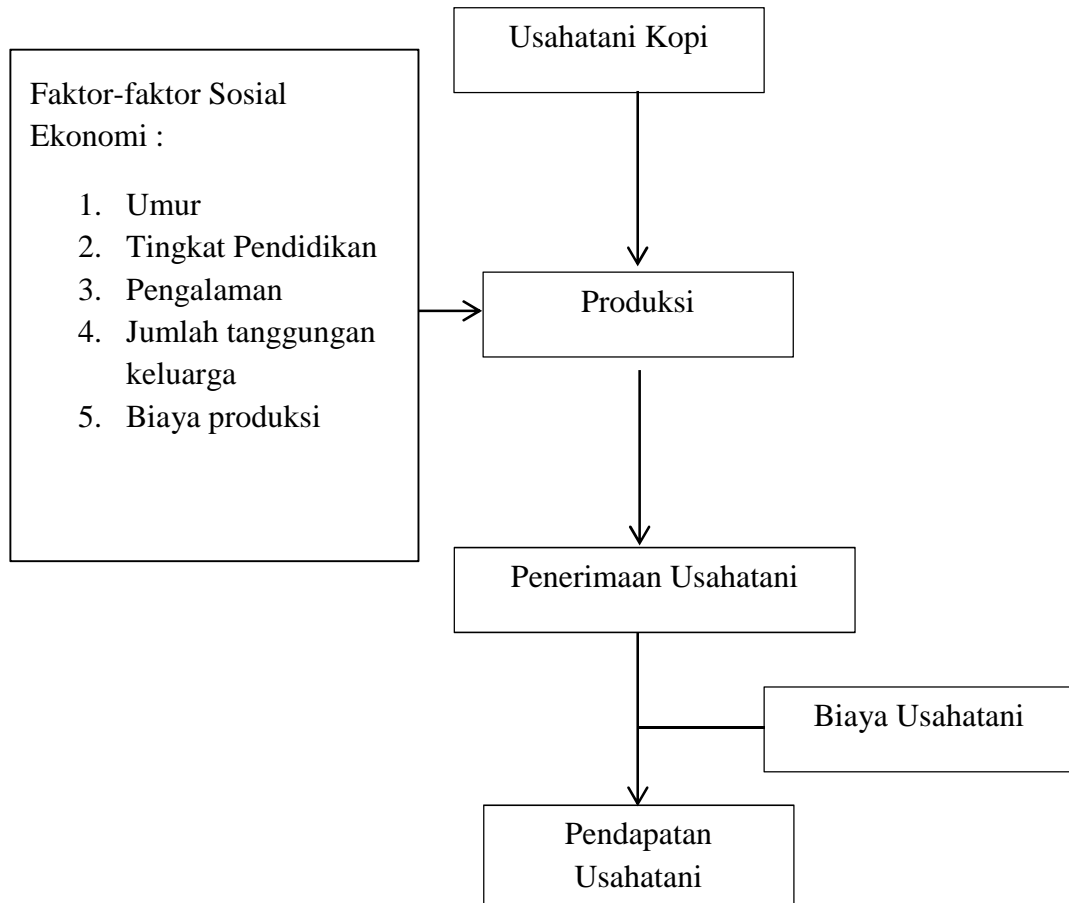 Usahatani Kopi
Faktor-faktor Sosial
Ekonomi :
1. Umur
2. Tingkat Pendidikan
3. Pengalaman
4. Jumlah tanggungan
keluarga
5. Biaya produksi
Produksi
Penerimaan Usahatani
Biaya Usahatani
Pendapatan
Usahatani